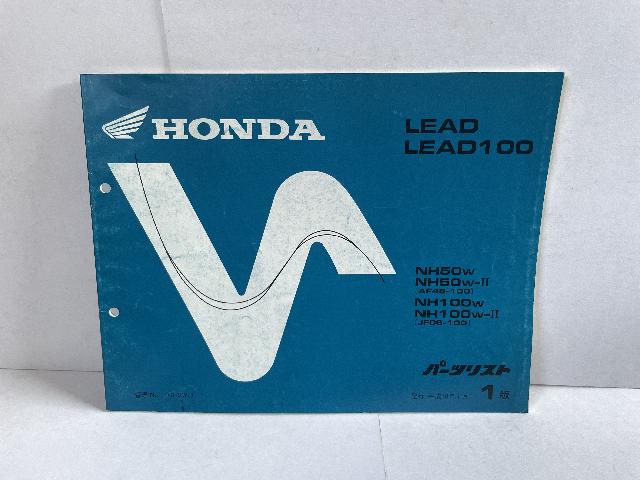 HONDA
LEAD
LEAD100
NH50W
NH50W-II
(AF48-100)
NH100W
NH100W-II
(JF06-100)
パーツリスト
1版